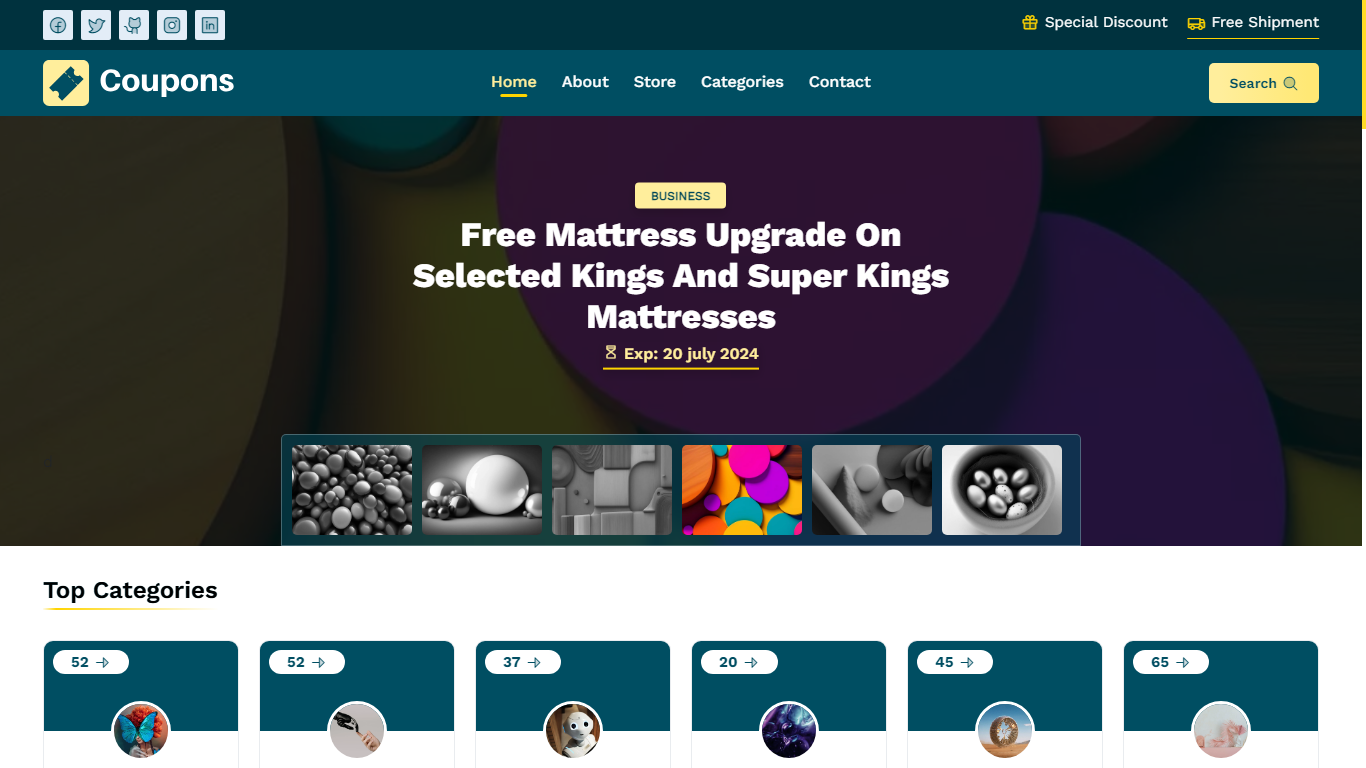 Special Discount
Free Shipment
Coupons
Home
About
Store
Categories
Contact
Search
BUSINESS
Free Mattress Upgrade On
Selected Kings And Super Kings
Mattresses
Exp: 20 july 2024
Top Categories
52
52
37
20
45
65